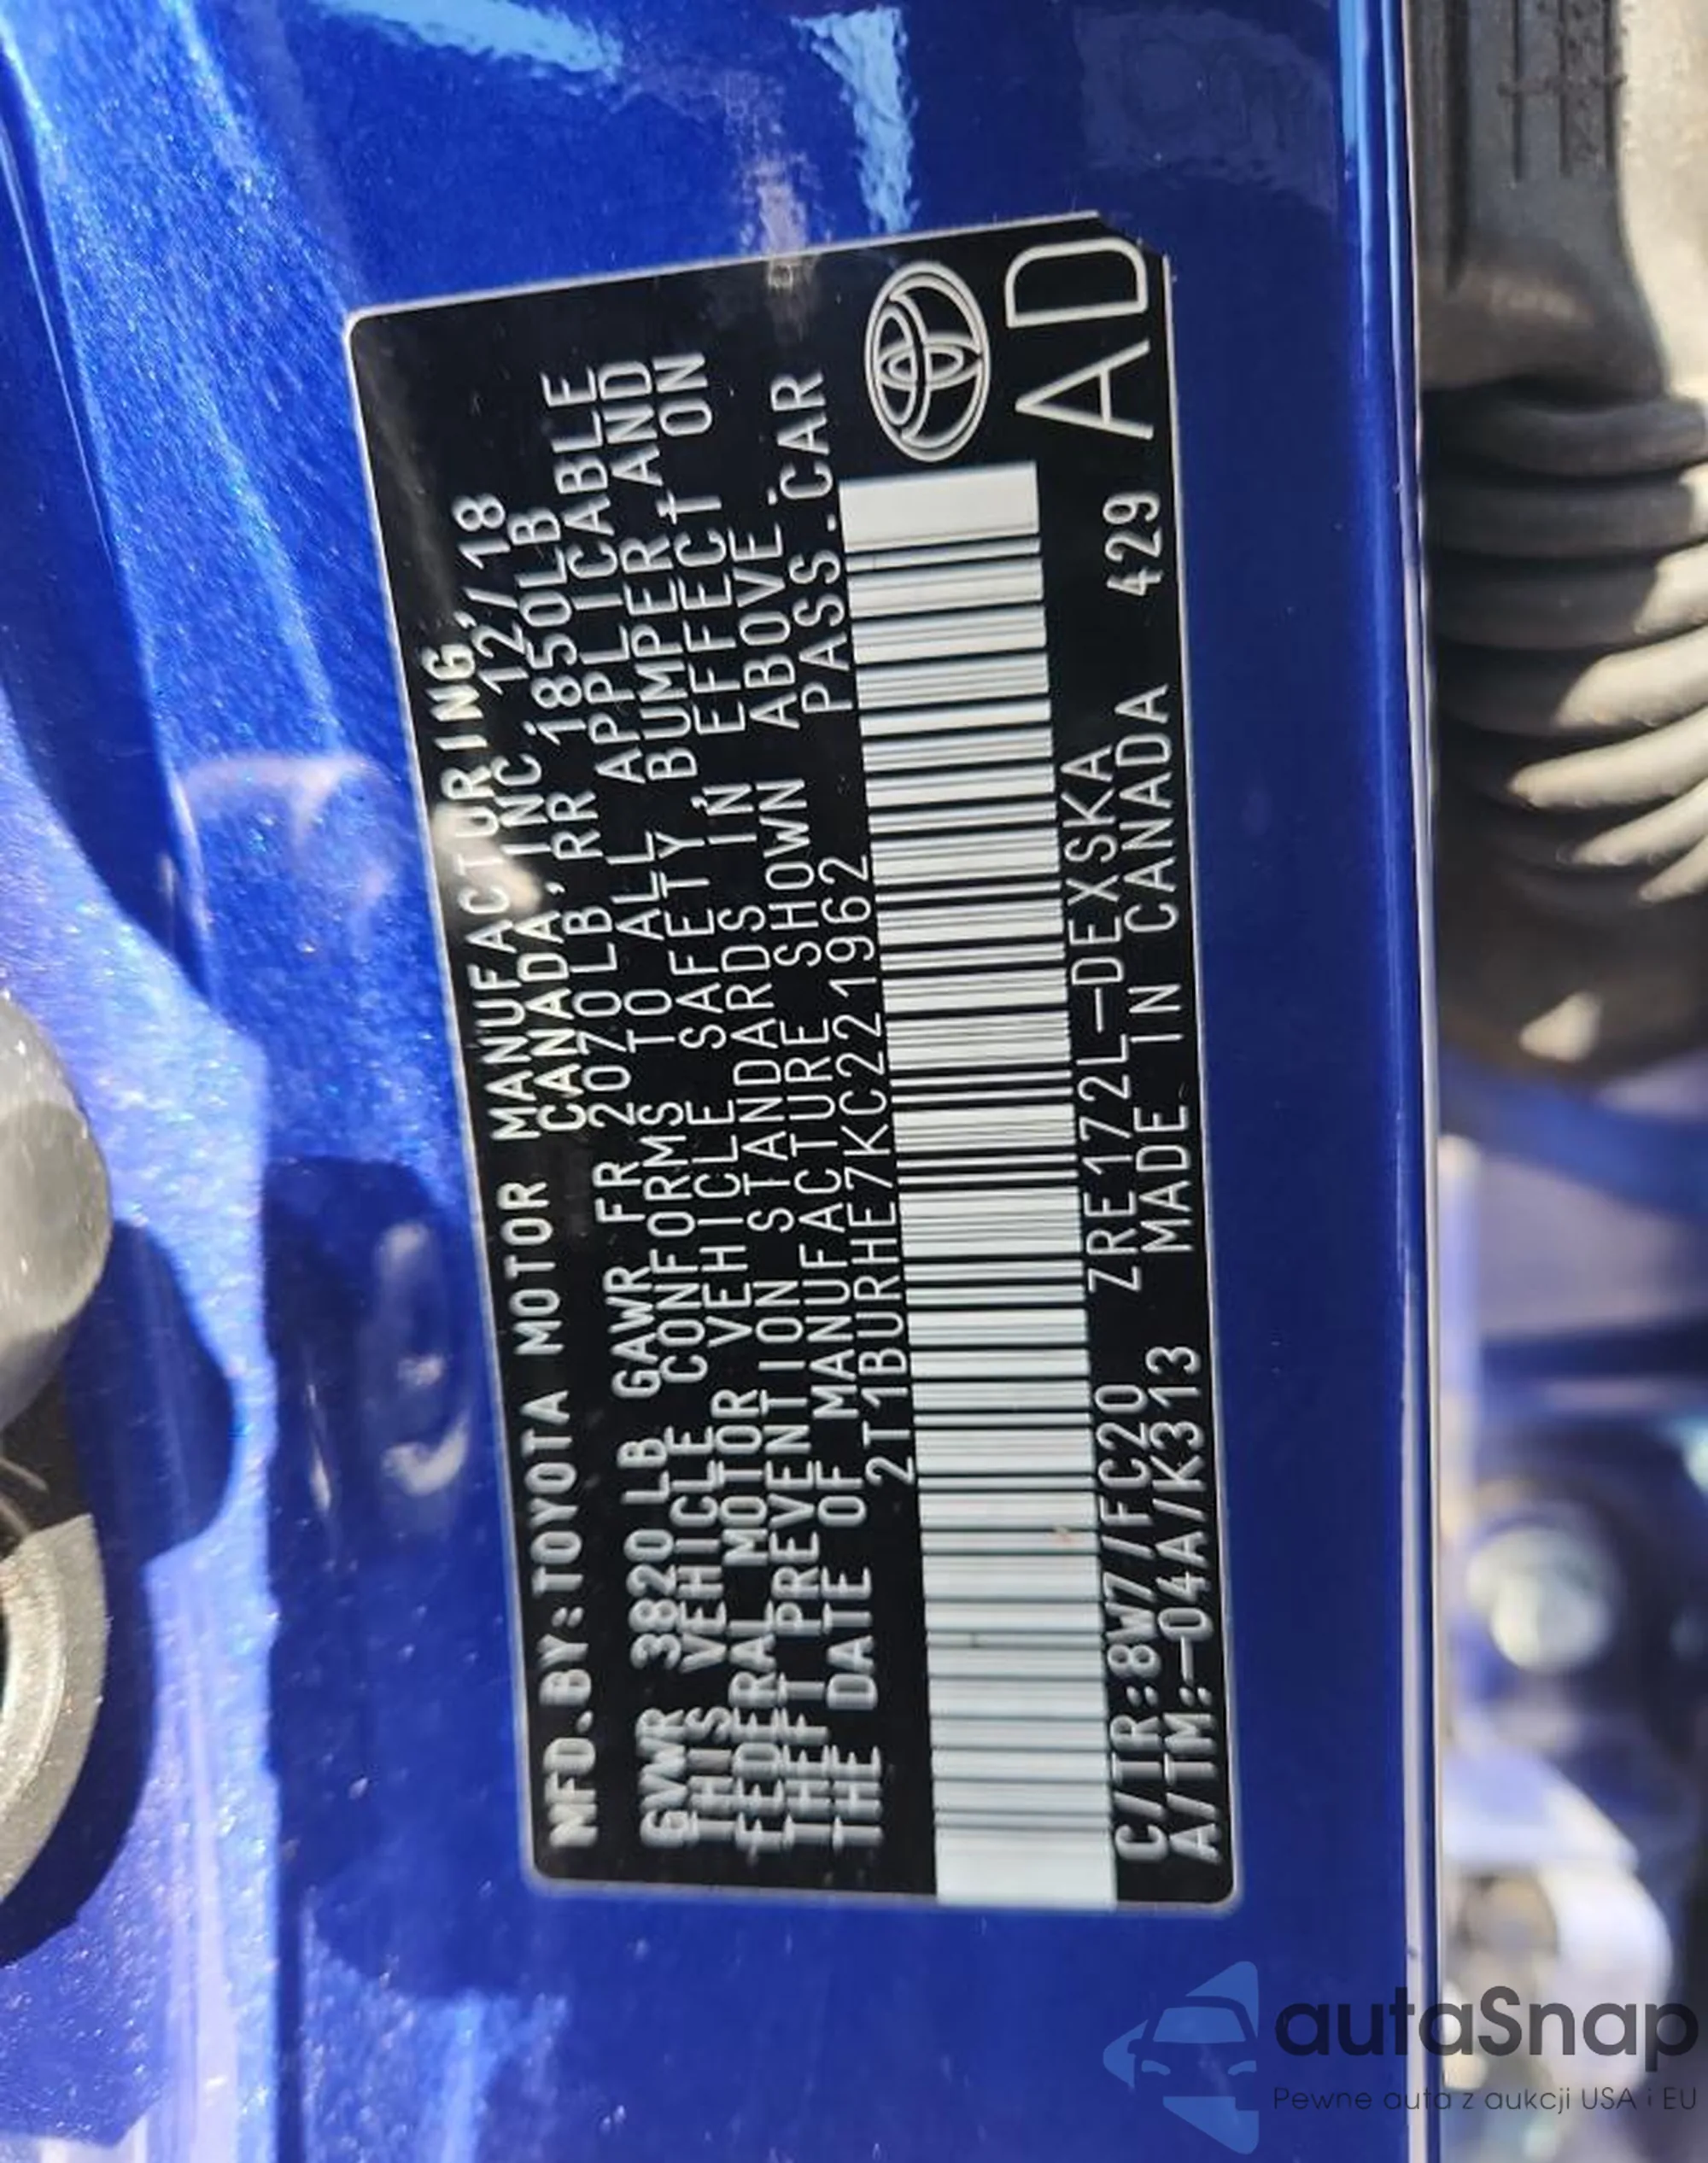 MFD.BY:TOYOTA MOTOR MANUFACTURING
CANADA, INC 12/18
GVWR 3820 LB GAWR FR 2070LB, RR 1850LB
THIS VEHICLE CONFORMS TO ALL APPLICABLE
FEDERAL MOTOR VEHICLE SAFETY, BUMPER, AND
THEFT PREVENTION STANDARDS IN EFFECT ON
THE DATE OF MANUFACTURE SHOWN ABOVE.
2T1BURHE7KC221962 PASS.CAR
C/TR:8W7/FC20 ZRE172L-DEXSKA 429 AD
A/TM:-04A/K313 MADE IN CANADA
autaSnap
Pewne auta z aukcji USA i EU